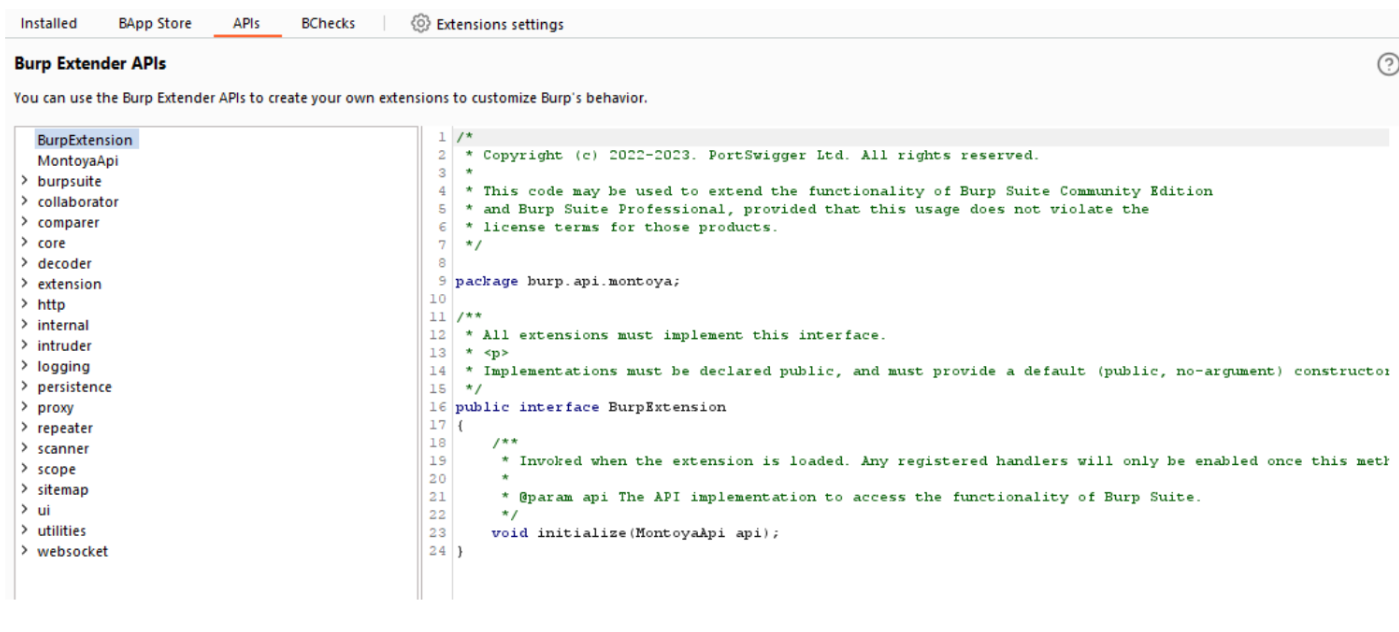 Installed BApp Store APIs BChecks Extensions settings
Burp Extender APIs
?
You can use the Burp Extender APIs to create your own extensions to customize Burp's behavior.
BurpExtension
MontoyaApi
> burpsuite
> collaborator
> comparer
> core
> decoder
> extension
> http
> internal
> intruder
> logging
> persistence
> proxy
> repeater
> scanner
> scope
> sitemap
> ui
> utilities
> websocket
1 /*
2  * Copyright (c) 2022-2023. PortSwigger Ltd. All rights reserved.
3  *
4  * This code may be used to extend the functionality of Burp Suite Community Edition
5  * and Burp Suite Professional, provided that this usage does not violate the
6  * license terms for those products.
7  */
8
9 package burp.api.montoya;
10
11 /**
12  * All extensions must implement this interface.
13  * <p>
14  * Implementations must be declared public, and must provide a default (public, no-argument) constructor
15  */
16 public interface BurpExtension
17 {
18     /**
19      * Invoked when the extension is loaded. Any registered handlers will only be enabled once this meth
20      *
21      * @param api The API implementation to access the functionality of Burp Suite.
22      */
23     void initialize(MontoyaApi api);
24 }